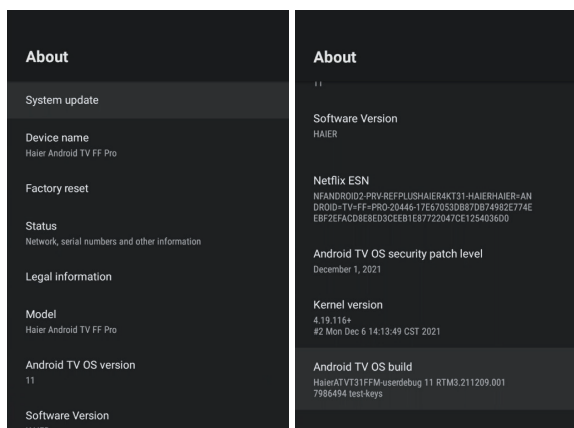 About
System update
Device name
Haier Android TV FF Pro
Factory reset
Status
Network, serial numbers and other information
Legal information
Model
Haier Android TV FF Pro
Android TV OS version
11
Software Version
About
11
Software Version
HAIER
Netflix ESN
NFANDROID2-PRV-REFPLUSHAIER4KT31-HAIERHAIER=AN
DROID=TV=FF=PRO-20446-17E67053DB87DB74982E774E
EBF2EFACD8E8ED3CEEB1E87722047CE1254036D0
Android TV OS security patch level
December 1, 2021
Kernel version
4.19.116+
#2 Mon Dec 6 14:13:49 CST 2021
Android TV OS build
HaierATVT31FFM-userdebug 11 RTM3.211209.001
7986494 test-keys